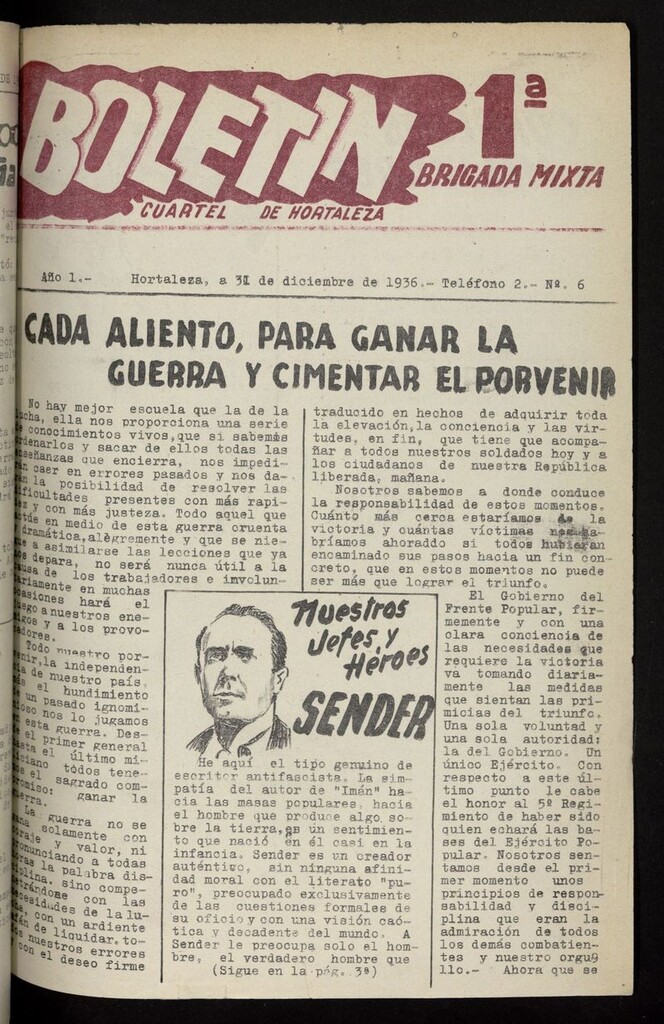 BOLETIN 1ª
BRIGADA MIXTA
CUARTEL DE HORTALEZA
Año 1.- Hortaleza, a 31 de diciembre de 1936.- Teléfono 2.- Nº. 6
CADA ALIENTO, PARA GANAR LA
GUERRA Y CIMENTAR EL PORVENIR
No hay mejor escuela que la de la
lucha, ella nos proporciona una serie
de conocimientos vivos,que si sabemos
ordenarlos y sacar de ellos todas las
enseñanzas que encierra, nos impedi-
rán caer en errores pasados y nos da-
rán la posibilidad de resolver las
dificultades presentes con más rapi-
dez y con más justeza. Todo aquel que
esté en medio de esta guerra cruenta
y dramática,alegremente y que se nie-
gue a asimilarse las lecciones que ya
le depara, no será nunca útil a la
causa de los trabajadores e involun-
tariamente en muchas
ocasiones hará el
juego a nuestros ene-
migos y a los provo-
cadores.
Todo nuestro por-
venir,la independen-
cia de nuestro país,
el hundimiento
de un pasado ignomi-
nioso nos lo jugamos
en esta guerra. Des-
de el primer general
hasta el último mi-
liciano todos tene-
mos el sagrado com-
promiso: ganar la
guerra.
La guerra no se
gana solamente con
coraje y valor, ni
pronunciando a todas
horas la palabra dis-
ciplina, sino compe-
netrándose con las
necesidades de la lu-
cha, con un ardiente
afán de liquidar to-
dos nuestros errores
y con el deseo firme
traducido en hechos de adquirir toda
la elevación,la conciencia y las vir-
tudes, en fin, que tiene que acompa-
ñar a todos nuestros soldados hoy y a
los ciudadanos de nuestra República
liberada, mañana.
Nosotros sabemos a donde conduce
la responsabilidad de estos momentos.
Cuánto más cerca estaríamos de la
victoria y cuántas víctimas nos ha-
bríamos ahorrado si todos hubieran
encaminado sus pasos hacia un fin con-
creto, que en estos momentos no puede
ser más que lograr el triunfo.
El Gobierno del
Frente Popular, fir-
memente y con una
clara conciencia de
las necesidades que
requiere la victoria
va tomando diaria-
mente las medidas
que sientan las pri-
micias del triunfo.
Una sola voluntad y
una sola autoridad:
la del Gobierno. Un
único Ejército. Con
respecto a este úl-
timo punto le cabe
el honor al 5º Regi-
miento de haber sido
quien echará las ba-
ses del Ejército Po-
pular. Nosotros sen-
tamos desde el pri-
mer momento unos
principios de respon-
sabilidad y disci-
plina que eran la
admiración de todos
los demás combatien-
tes y nuestro orgu-
llo.- Ahora que se
Nuestros
Jefes y
Héroes
SENDER
He aquí el tipo genuino de
escritor antifascista. La sim-
patía del autor de "Imán" ha-
cia las masas populares, hacia
el hombre que produce algo so-
bre la tierra, es un sentimien-
to que nació en él casi en la
infancia. Sender es un creador
auténtico, sin ninguna afini-
dad moral con el literato "pu-
ro", preocupado exclusivamente
de las cuestiones formales de
su oficio y con una visión caó-
tica y decadente del mundo. A
Sender le preocupa solo el hom-
bre, el verdadero hombre que
(Sigue en la pág. 3ª)